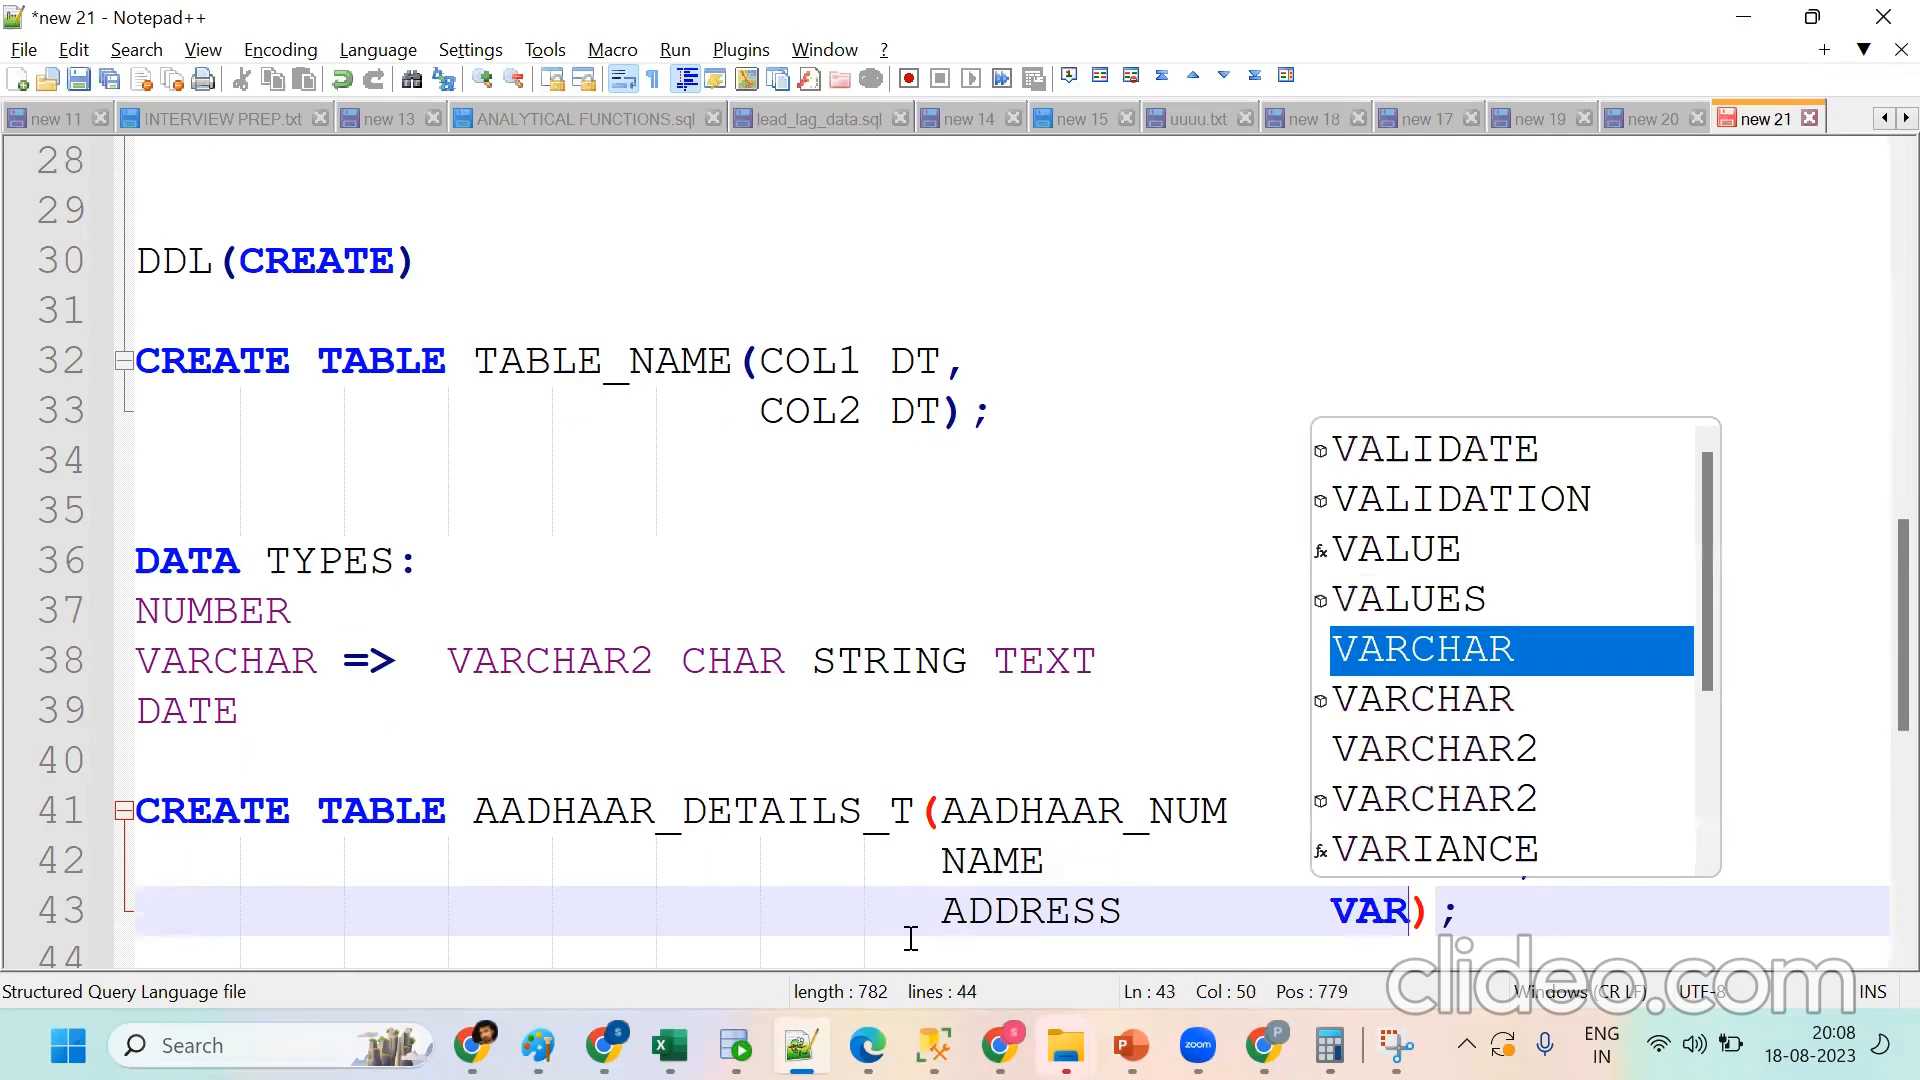 *new 21 - Notepad++
File Edit Search View Encoding Language Settings Tools Macro Run Plugins Window ?
new 11 INTERVIEW PREP.txt new 13 ANALYTICAL FUNCTIONS.sql lead_lag_data.sql new 14 new 15 uuuu.txt new 18 new 17 new 19 new 20 new 21
28
29
30 DDL(CREATE)
31
32 CREATE TABLE TABLE_NAME(COL1 DT,
33 COL2 DT);
34
35
36 DATA TYPES:
37 NUMBER
38 VARCHAR => VARCHAR2 CHAR STRING TEXT
39 DATE
40
41 CREATE TABLE AADHAAR_DETAILS_T(AADHAAR_NUM
42 NAME
43 ADDRESS VAR);
44
VALIDATE
VALIDATION
VALUE
VALUES
VARCHAR
VARCHAR
VARCHAR2
VARCHAR2
VARIANCE
clideo.com
Structured Query Language file length : 782 lines : 44 Ln : 43 Col : 50 Pos : 779 Windows (CR LF) UTF-8 INS
Search zoom ENG IN 20:08 18-08-2023